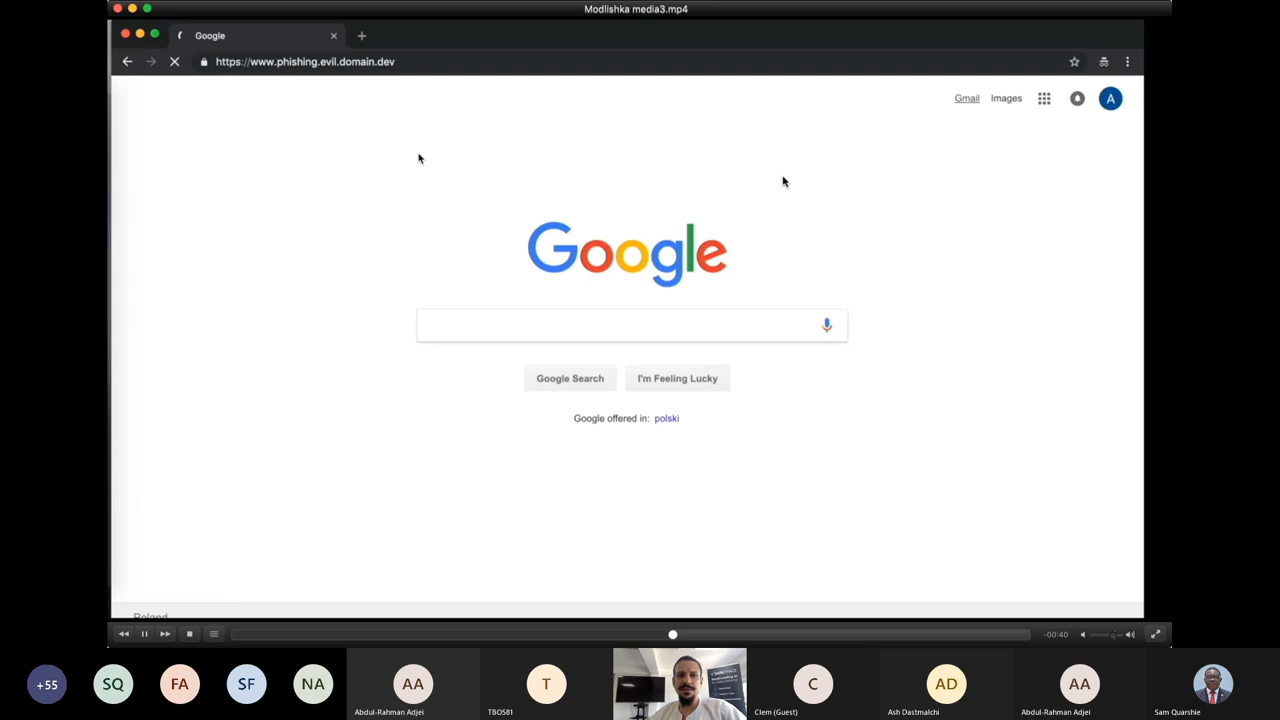 Modlishka media3.mp4
Google
https://www.phishing.evil.domain.dev
Gmail Images A
Google
Google Search I'm Feeling Lucky
Google offered in: polski
Poland
-00:40
+55 SQ FA SF NA AA T C AD AA
Abdul-Rahman Adjei TBOS81 Clem (Guest) Ash Dastmalchi Abdul-Rahman Adjei Sam Quarshie